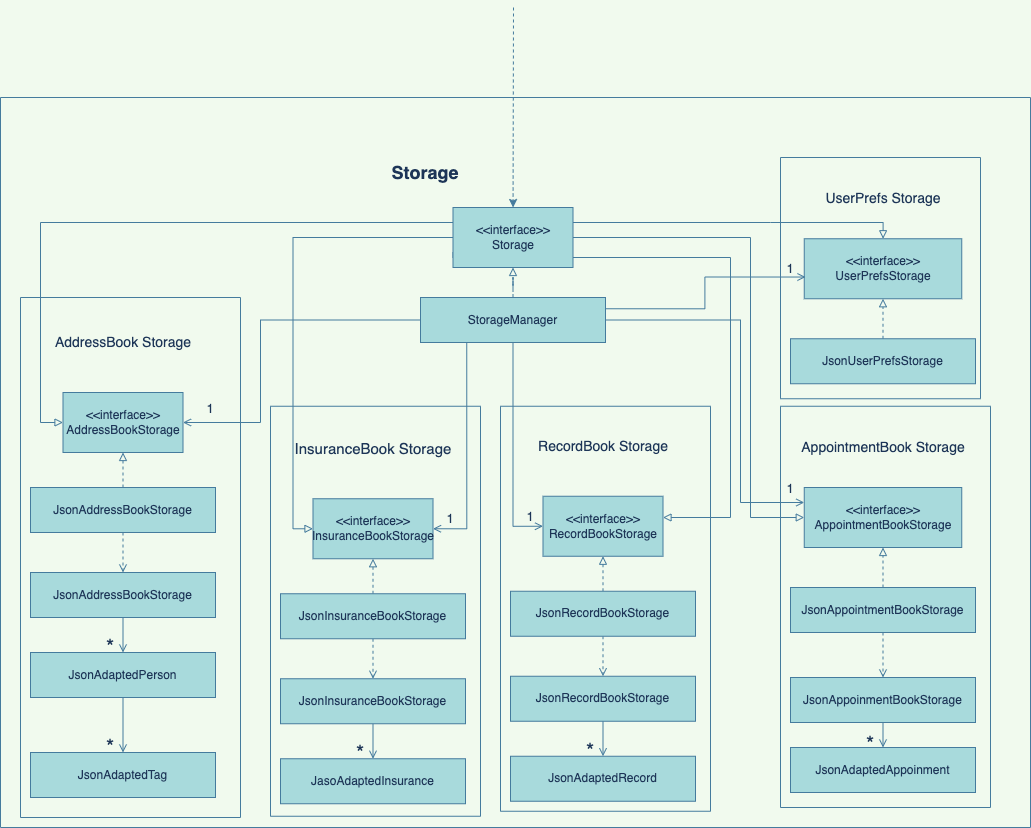 Storage
<<interface>>
Storage
StorageManager
UserPrefs Storage
<<interface>>
UserPrefsStorage
1
JsonUserPrefsStorage
AddressBook Storage
<<interface>>
AddressBookStorage
1
JsonAddressBookStorage
JsonAddressBookStorage
*
JsonAdaptedPerson
*
JsonAdaptedTag
InsuranceBook Storage
<<interface>>
InsuranceBookStorage
1
JsonInsuranceBookStorage
JsonInsuranceBookStorage
*
JasoAdaptedInsurance
RecordBook Storage
1
<<interface>>
RecordBookStorage
JsonRecordBookStorage
JsonRecordBookStorage
*
JsonAdaptedRecord
AppointmentBook Storage
1
<<interface>>
AppointmentBookStorage
JsonAppointmentBookStorage
JsonAppoinmentBookStorage
*
JsonAdaptedAppoinment